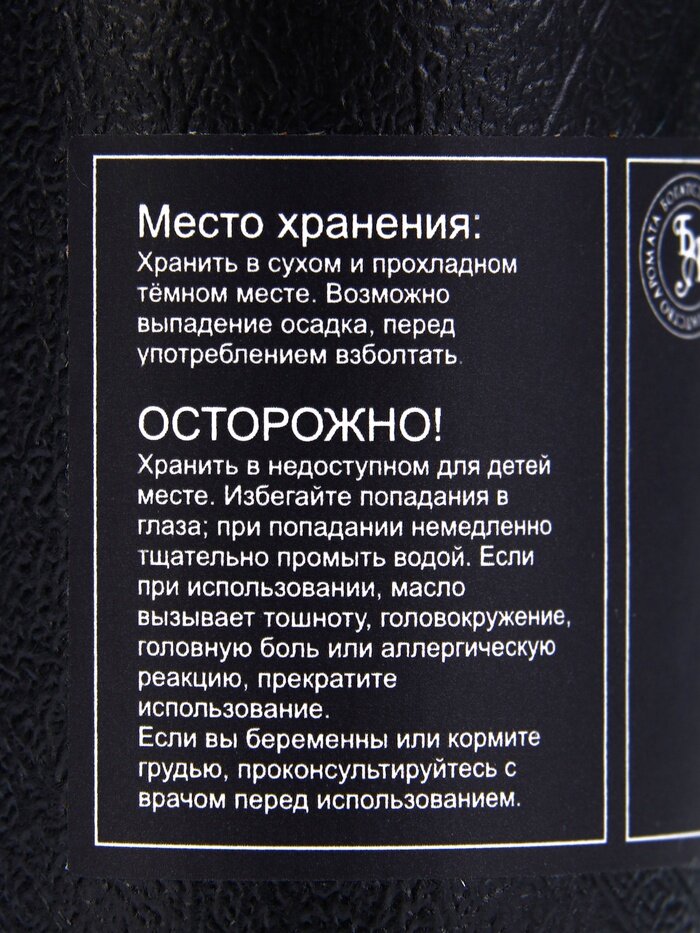 Место хранения:
Хранить в сухом и прохладном
тёмном месте. Возможно
выпадение осадка, перед
употреблением взболтать.
ОСТОРОЖНО!
Хранить в недоступном для детей
месте. Избегайте попадания в
глаза; при попадании немедленно
тщательно промыть водой. Если
при использовании, масло
вызывает тошноту, головокружение,
головную боль или аллергическую
реакцию, прекратите
использование.
Если вы беременны или кормите
грудью, проконсультируйтесь с
врачом перед использованием.
АРОМАТА